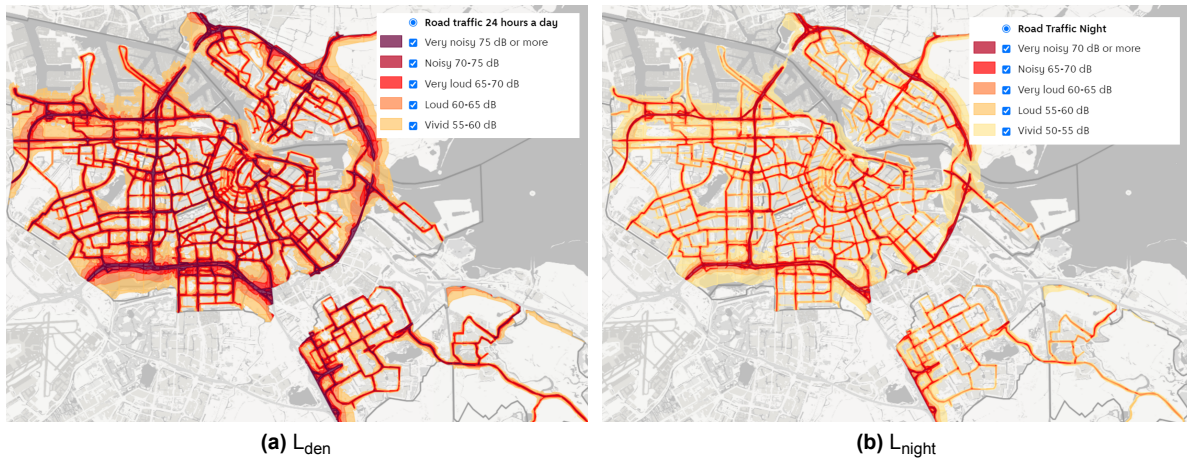 Road traffic 24 hours a day
Very noisy 75 dB or more
Noisy 70-75 dB
Very loud 65-70 dB
Loud 60-65 dB
Vivid 55-60 dB
Road Traffic Night
Very noisy 70 dB or more
Noisy 65-70 dB
Very loud 60-65 dB
Loud 55-60 dB
Vivid 50-55 dB
(a) Lden
(b) Lnight